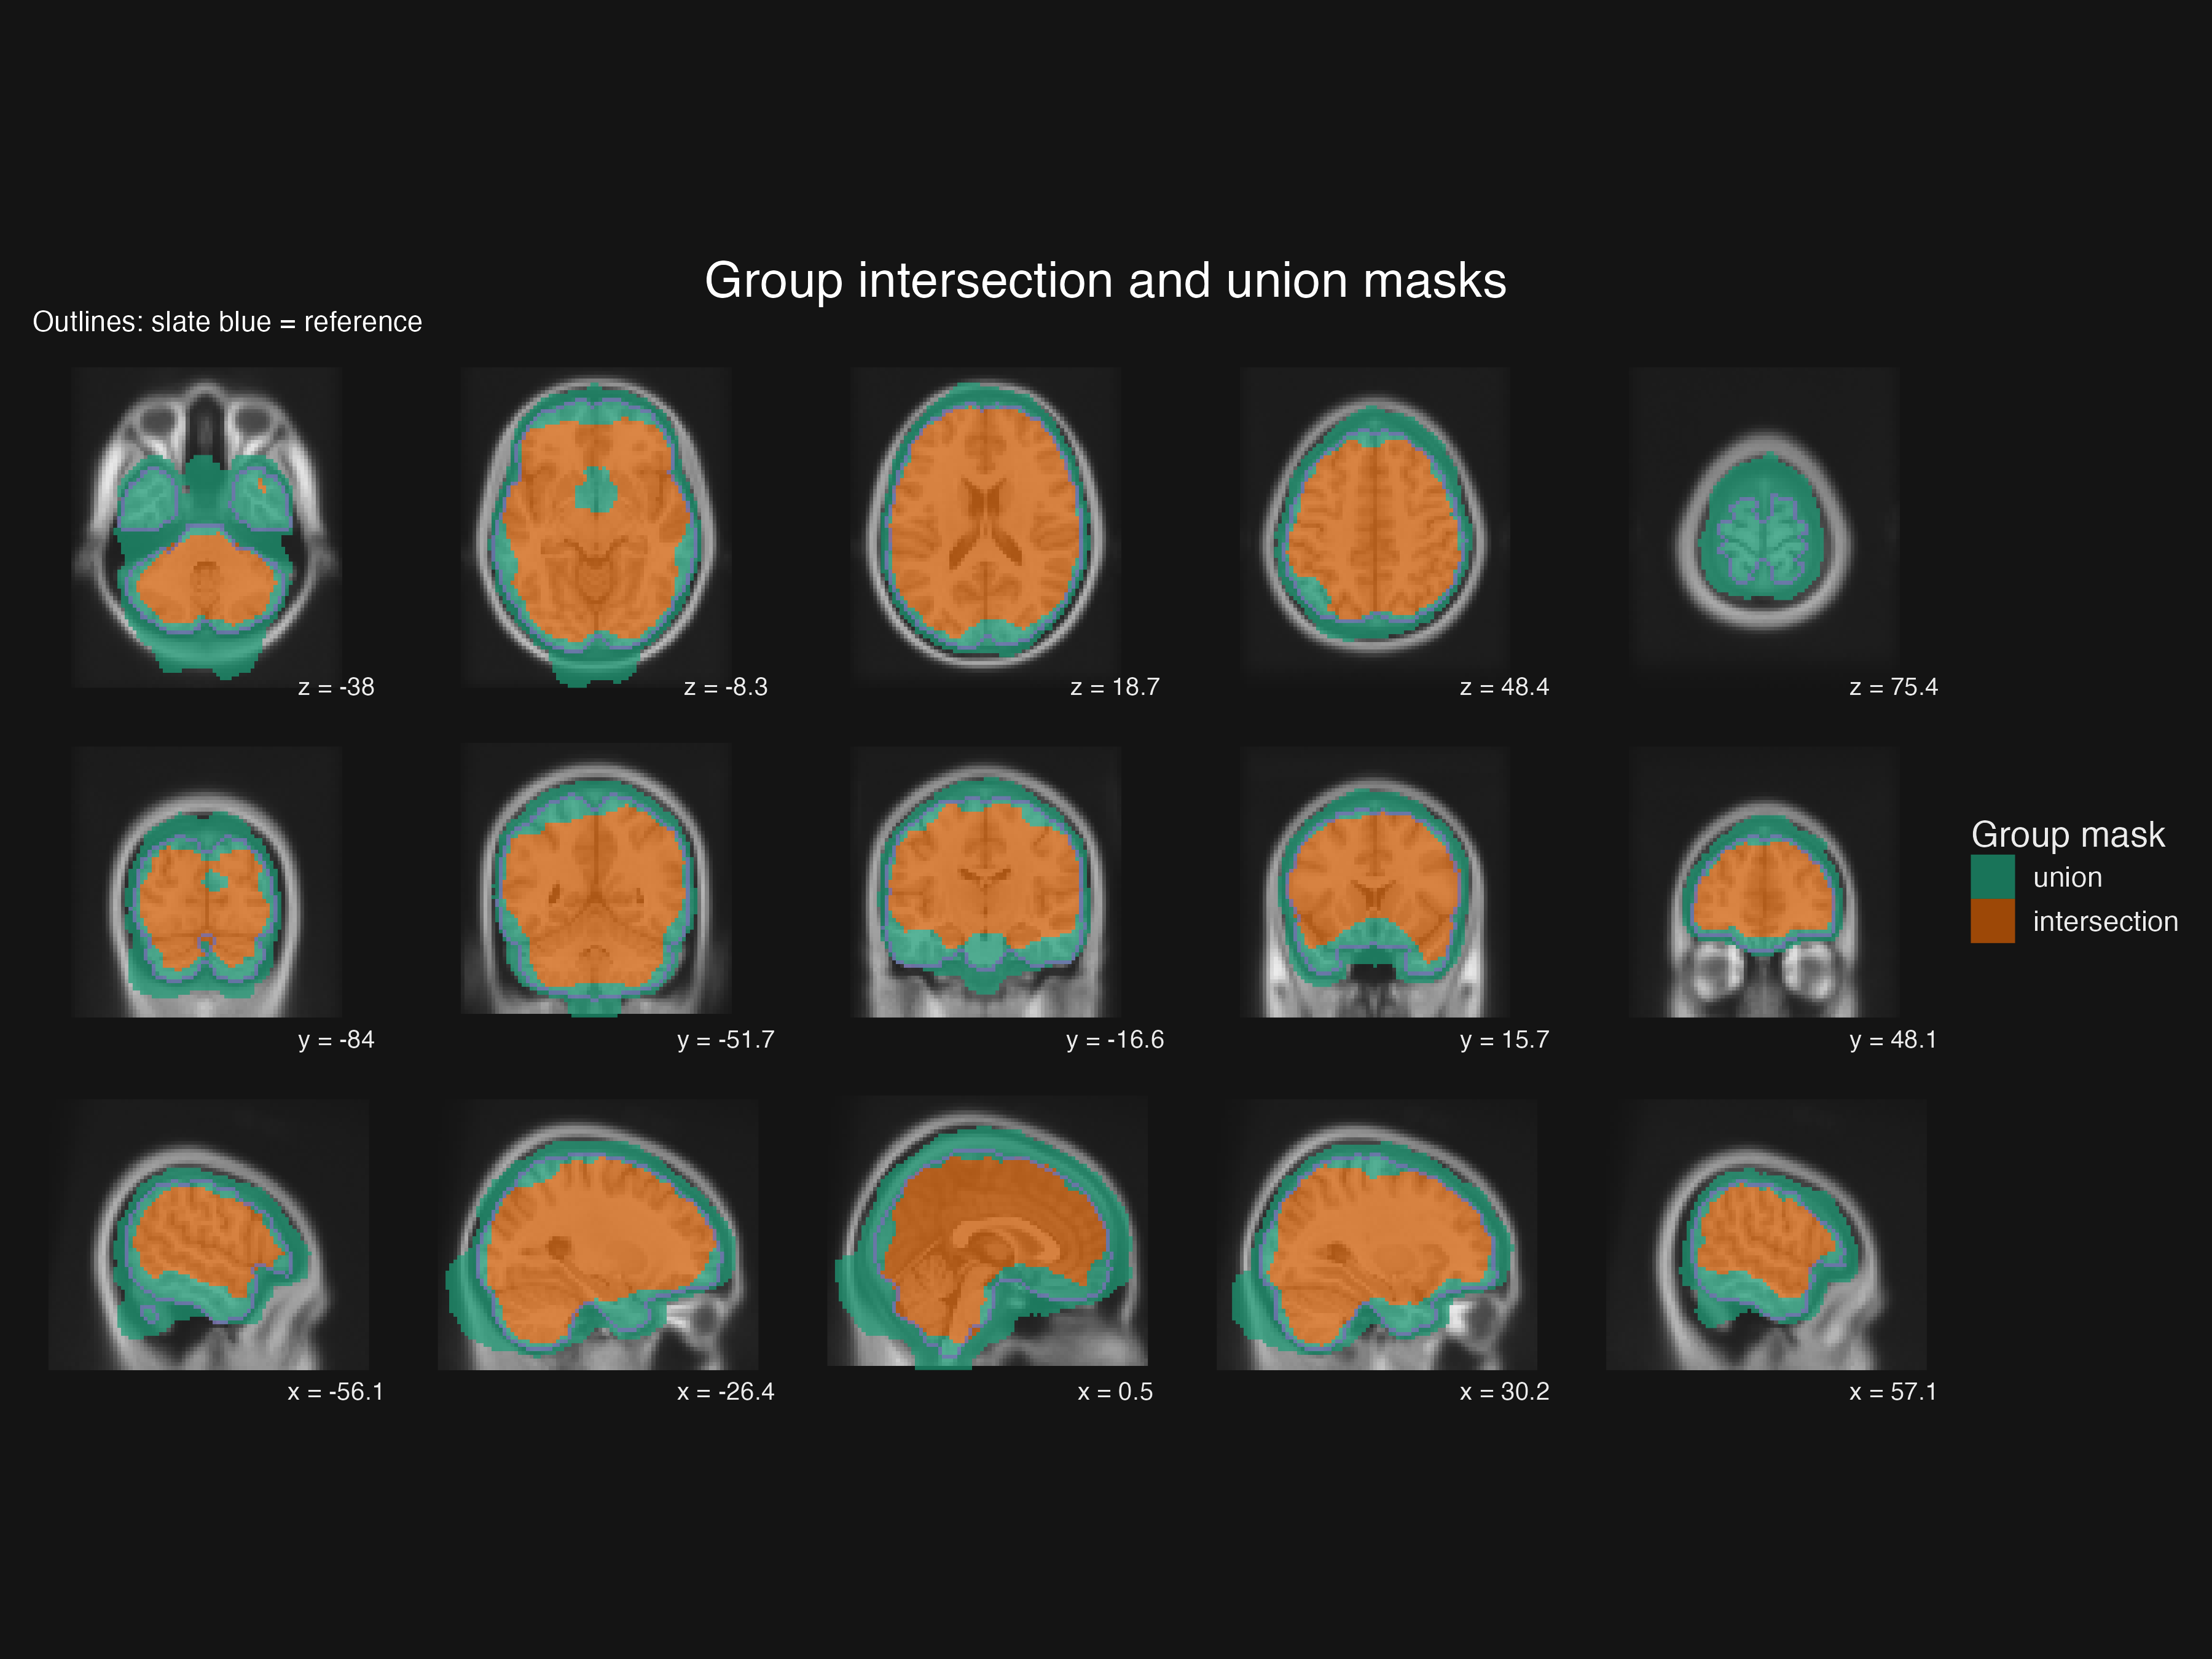 Group intersection and union masks
Outlines: slate blue = reference
z = -38
z = -8.3
z = 18.7
z = 48.4
z = 75.4
y = -84
y = -51.7
y = -16.6
y = 15.7
y = 48.1
Group mask
union
intersection
x = -56.1
x = -26.4
x = 0.5
x = 30.2
x = 57.1